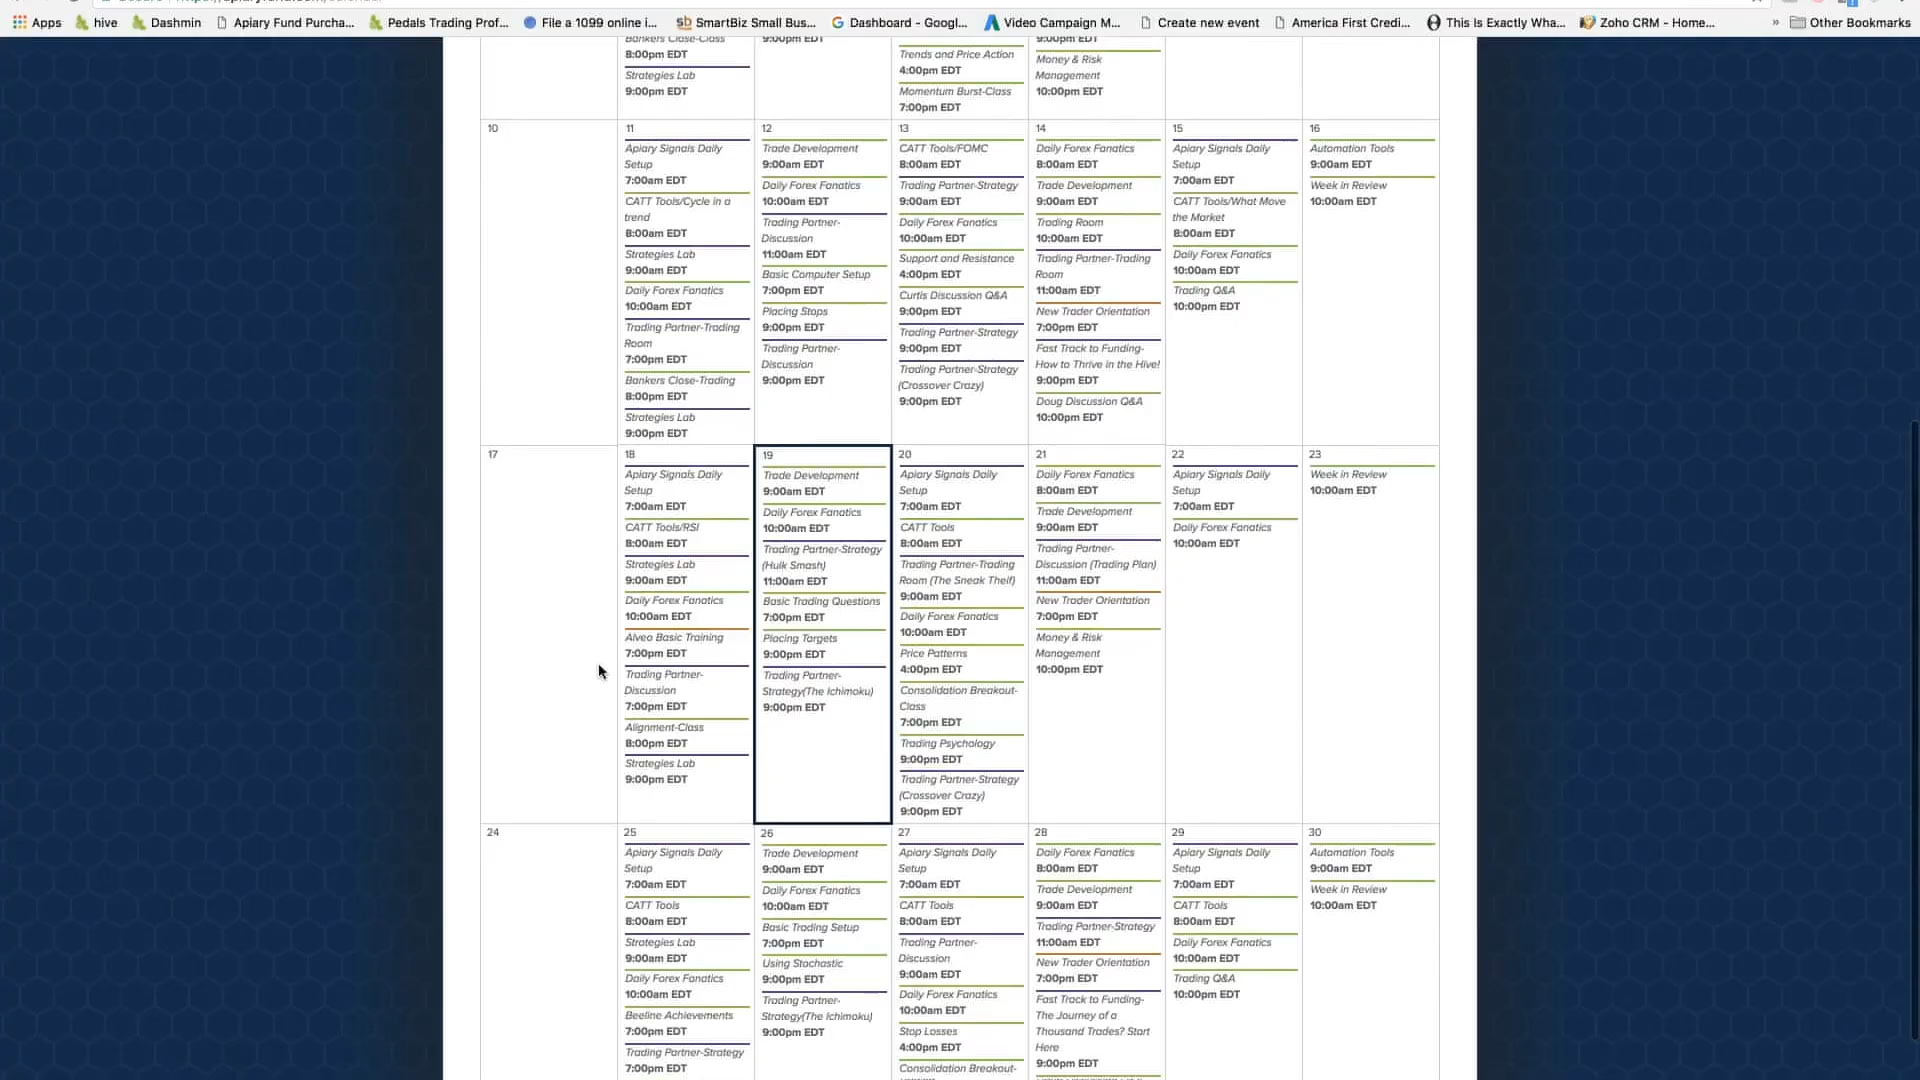 Apps
hive
Dashmin
Apiary Fund Purcha...
Pedals Trading Prof...
File a 1099 online i...
SmartBiz Small Bus...
Dashboard - Googl...
Video Campaign M...
Create new event
America First Credi...
This Is Exactly Wha...
Zoho CRM - Home...
»
Other Bookmarks
Bankers Close-Class
8:00pm EDT
Strategies Lab
9:00pm EDT
9:00pm EDT
Trends and Price Action
4:00pm EDT
Momentum Burst-Class
7:00pm EDT
9:00pm EDT
Money & Risk
Management
10:00pm EDT
10
11
Apiary Signals Daily
Setup
7:00am EDT
CATT Tools/Cycle in a
trend
8:00am EDT
Strategies Lab
9:00am EDT
Daily Forex Fanatics
10:00am EDT
Trading Partner-Trading
Room
7:00pm EDT
Bankers Close-Trading
8:00pm EDT
Strategies Lab
9:00pm EDT
12
Trade Development
9:00am EDT
Daily Forex Fanatics
10:00am EDT
Trading Partner-
Discussion
11:00am EDT
Basic Computer Setup
7:00pm EDT
Placing Stops
9:00pm EDT
Trading Partner-
Discussion
9:00pm EDT
13
CATT Tools/FOMC
8:00am EDT
Trading Partner-Strategy
9:00am EDT
Daily Forex Fanatics
10:00am EDT
Support and Resistance
4:00pm EDT
Curtis Discussion Q&A
9:00pm EDT
Trading Partner-Strategy
9:00pm EDT
Trading Partner-Strategy
(Crossover Crazy)
9:00pm EDT
14
Daily Forex Fanatics
8:00am EDT
Trade Development
9:00am EDT
Trading Room
10:00am EDT
Trading Partner-Trading
Room
11:00am EDT
New Trader Orientation
7:00pm EDT
Fast Track to Funding-
How to Thrive in the Hive!
9:00pm EDT
Doug Discussion Q&A
10:00pm EDT
15
Apiary Signals Daily
Setup
7:00am EDT
CATT Tools/What Move
the Market
8:00am EDT
Daily Forex Fanatics
10:00am EDT
Trading Q&A
10:00pm EDT
16
Automation Tools
9:00am EDT
Week in Review
10:00am EDT
17
18
Apiary Signals Daily
Setup
7:00am EDT
CATT Tools/RSI
8:00am EDT
Strategies Lab
9:00am EDT
Daily Forex Fanatics
10:00am EDT
Alveo Basic Training
7:00pm EDT
Trading Partner-
Discussion
7:00pm EDT
Alignment-Class
8:00pm EDT
Strategies Lab
9:00pm EDT
19
Trade Development
9:00am EDT
Daily Forex Fanatics
10:00am EDT
Trading Partner-Strategy
(Hulk Smash)
11:00am EDT
Basic Trading Questions
7:00pm EDT
Placing Targets
9:00pm EDT
Trading Partner-
Strategy(The Ichimoku)
9:00pm EDT
20
Apiary Signals Daily
Setup
7:00am EDT
CATT Tools
8:00am EDT
Trading Partner-Trading
Room (The Sneak Theif)
9:00am EDT
Daily Forex Fanatics
10:00am EDT
Price Patterns
4:00pm EDT
Consolidation Breakout-
Class
7:00pm EDT
Trading Psychology
9:00pm EDT
Trading Partner-Strategy
(Crossover Crazy)
9:00pm EDT
21
Daily Forex Fanatics
8:00am EDT
Trade Development
9:00am EDT
Trading Partner-
Discussion (Trading Plan)
11:00am EDT
New Trader Orientation
7:00pm EDT
Money & Risk
Management
10:00pm EDT
22
Apiary Signals Daily
Setup
7:00am EDT
Daily Forex Fanatics
10:00am EDT
23
Week in Review
10:00am EDT
24
25
Apiary Signals Daily
Setup
7:00am EDT
CATT Tools
8:00am EDT
Strategies Lab
9:00am EDT
Daily Forex Fanatics
10:00am EDT
Beeline Achievements
7:00pm EDT
Trading Partner-Strategy
7:00pm EDT
26
Trade Development
9:00am EDT
Daily Forex Fanatics
10:00am EDT
Basic Trading Setup
7:00pm EDT
Using Stochastic
9:00pm EDT
Trading Partner-
Strategy(The Ichimoku)
9:00pm EDT
27
Apiary Signals Daily
Setup
7:00am EDT
CATT Tools
8:00am EDT
Trading Partner-
Discussion
9:00am EDT
Daily Forex Fanatics
10:00am EDT
Stop Losses
4:00pm EDT
Consolidation Breakout-
28
Daily Forex Fanatics
8:00am EDT
Trade Development
9:00am EDT
Trading Partner-Strategy
11:00am EDT
New Trader Orientation
7:00pm EDT
Fast Track to Funding-
The Journey of a
Thousand Trades? Start
Here
9:00pm EDT
29
Apiary Signals Daily
Setup
7:00am EDT
CATT Tools
8:00am EDT
Daily Forex Fanatics
10:00am EDT
Trading Q&A
10:00pm EDT
30
Automation Tools
9:00am EDT
Week in Review
10:00am EDT